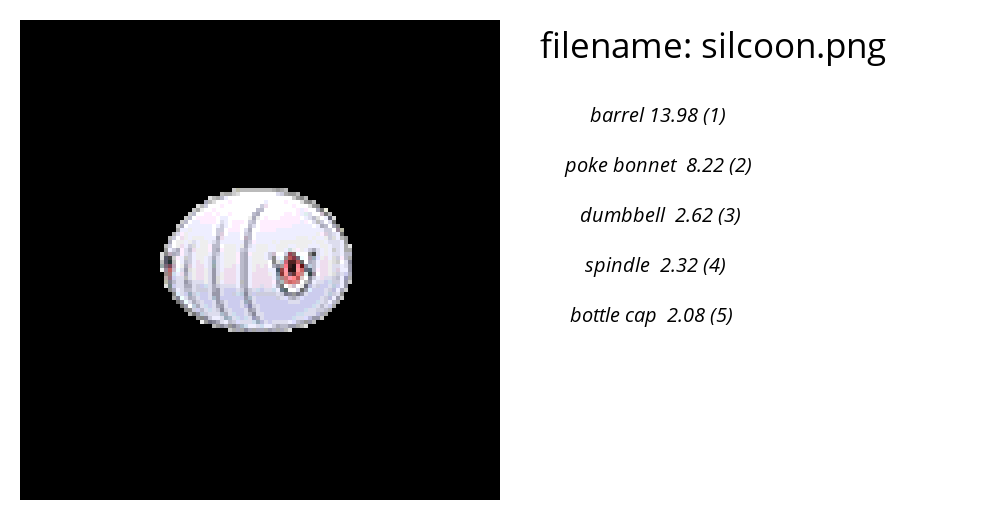 filename: silcoon.png
barrel 13.98 (1)
poke bonnet  8.22 (2)
dumbbell  2.62 (3)
spindle  2.32 (4)
bottle cap  2.08 (5)